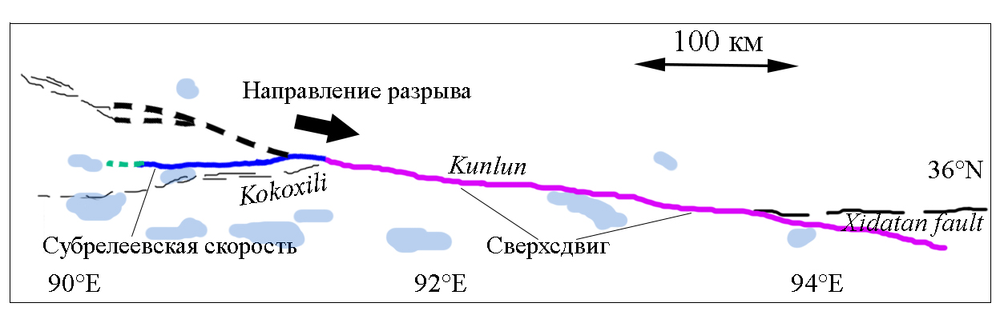 100 км
Направление разрыва
Kunlun
36°N
Kokoxili
Xidatan fault
Субрелеевская скорость
Сверхсдвиг
90°E
92°E
94°E